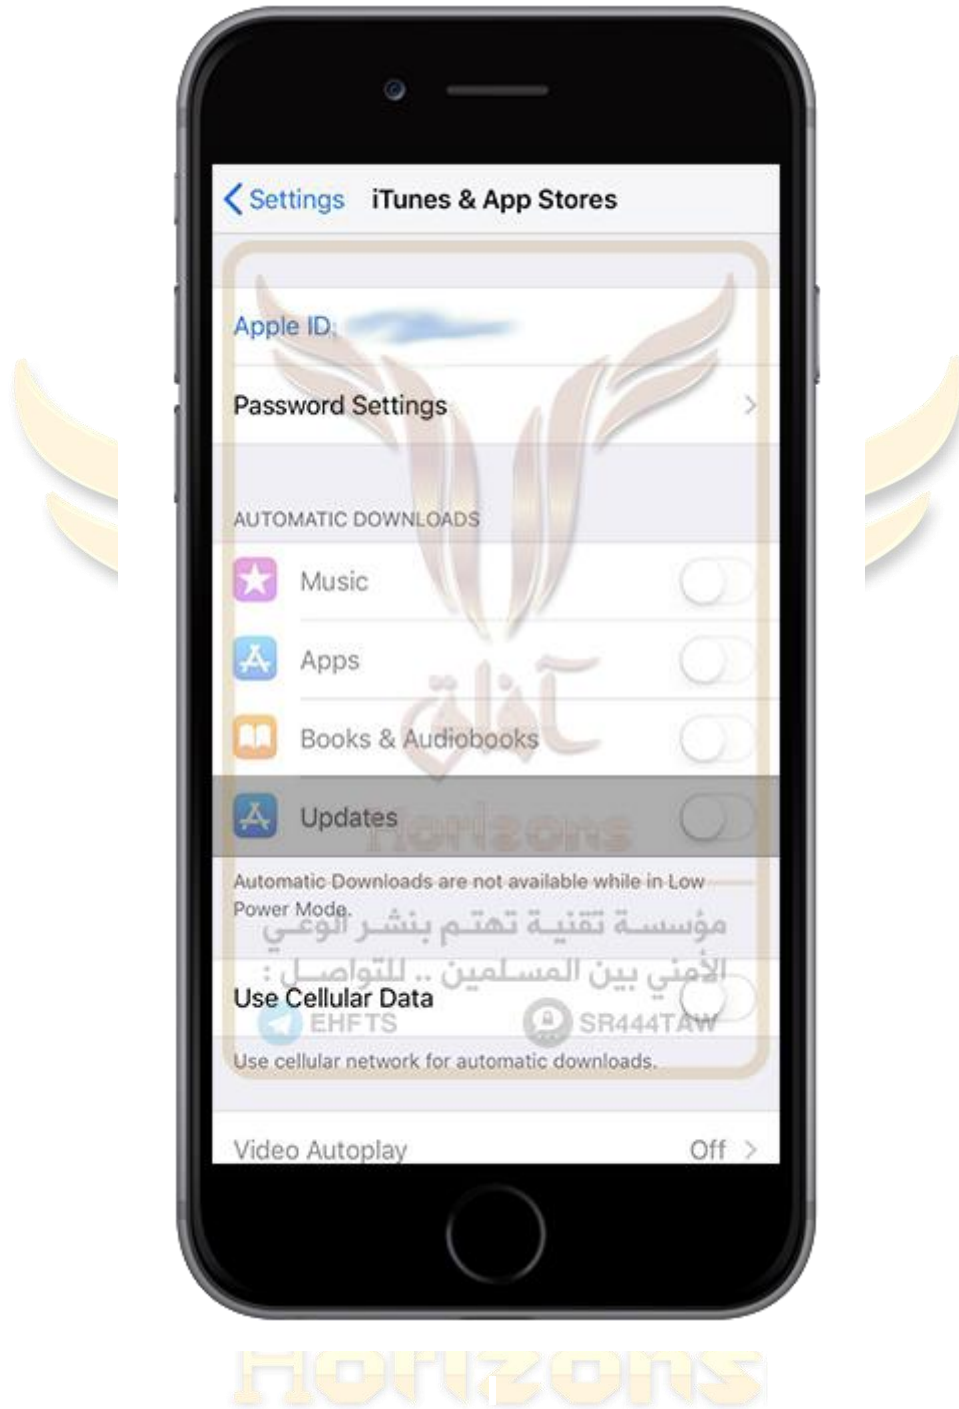 Settings
iTunes & App Stores
Apple ID:
Password Settings
AUTOMATIC DOWNLOADS
Music
Apps
آفاق
Books & Audiobooks
Updates
Horizons
Automatic Downloads are not available while in Low
Power Mode.
مؤسسة تقنية تهتم بنشر الوعي
الأمني بين المسلمين .. للتواصل :
Use Cellular Data
EHFTS
SR444TAW
Use cellular network for automatic downloads.
Video Autoplay
Off
Horizons